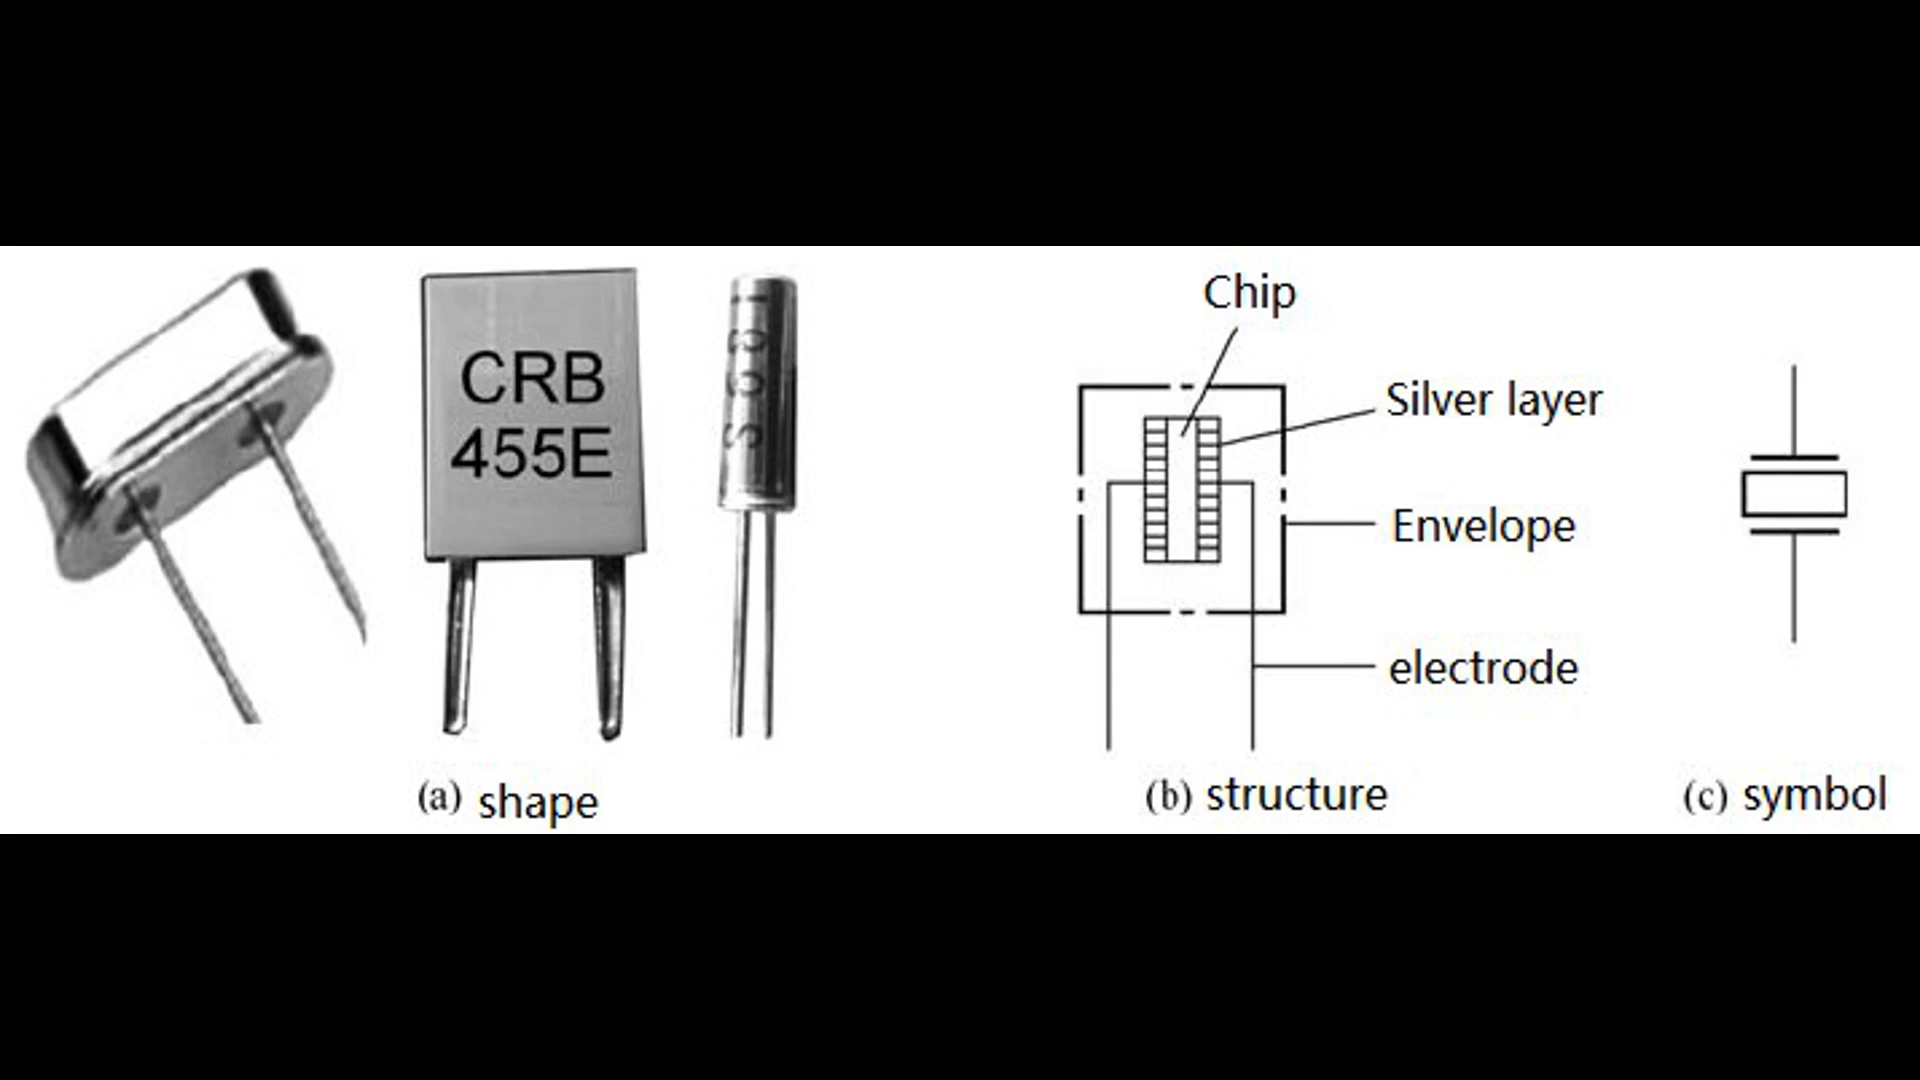 CRB
455E
Chip
Silver layer
Envelope
electrode
(a) shape
(b) structure
(c) symbol